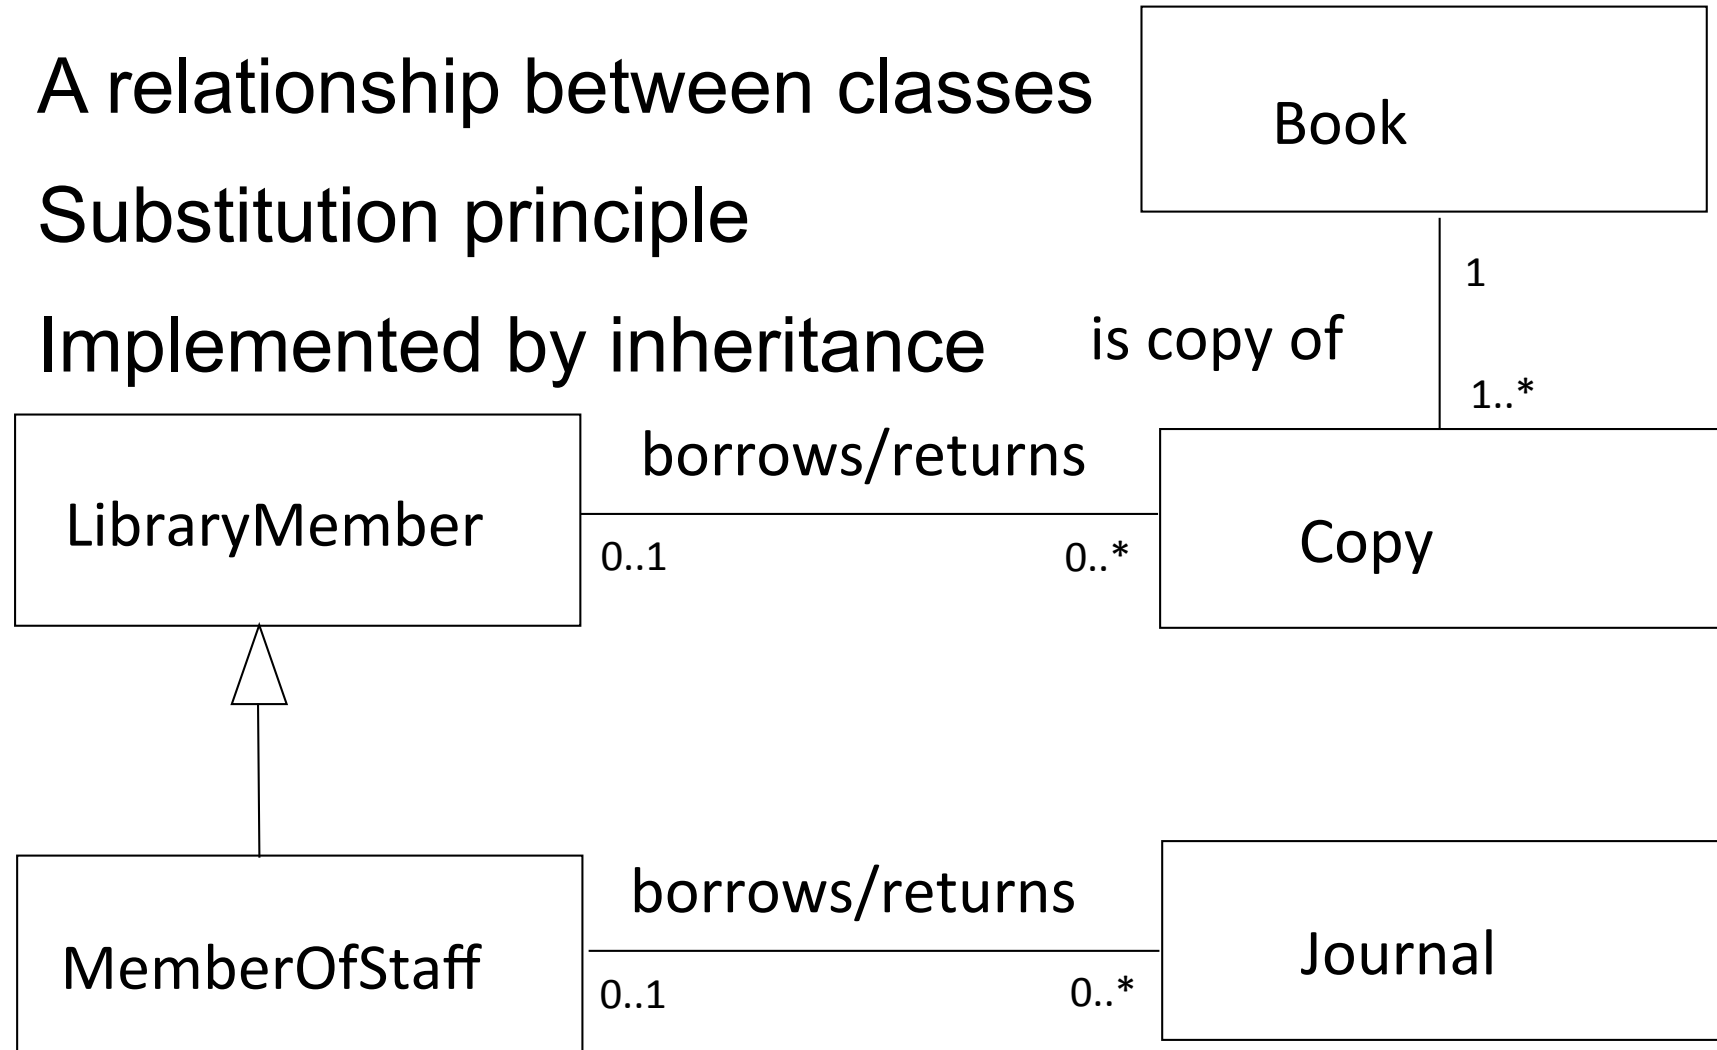 A relationship between classes
Book
Substitution principle
1
Implemented by inheritance
is copy of
1..*
borrows/returns
LibraryMember
0..1
0..*
Copy
borrows/returns
MemberOfStaff
0..1
0..*
Journal